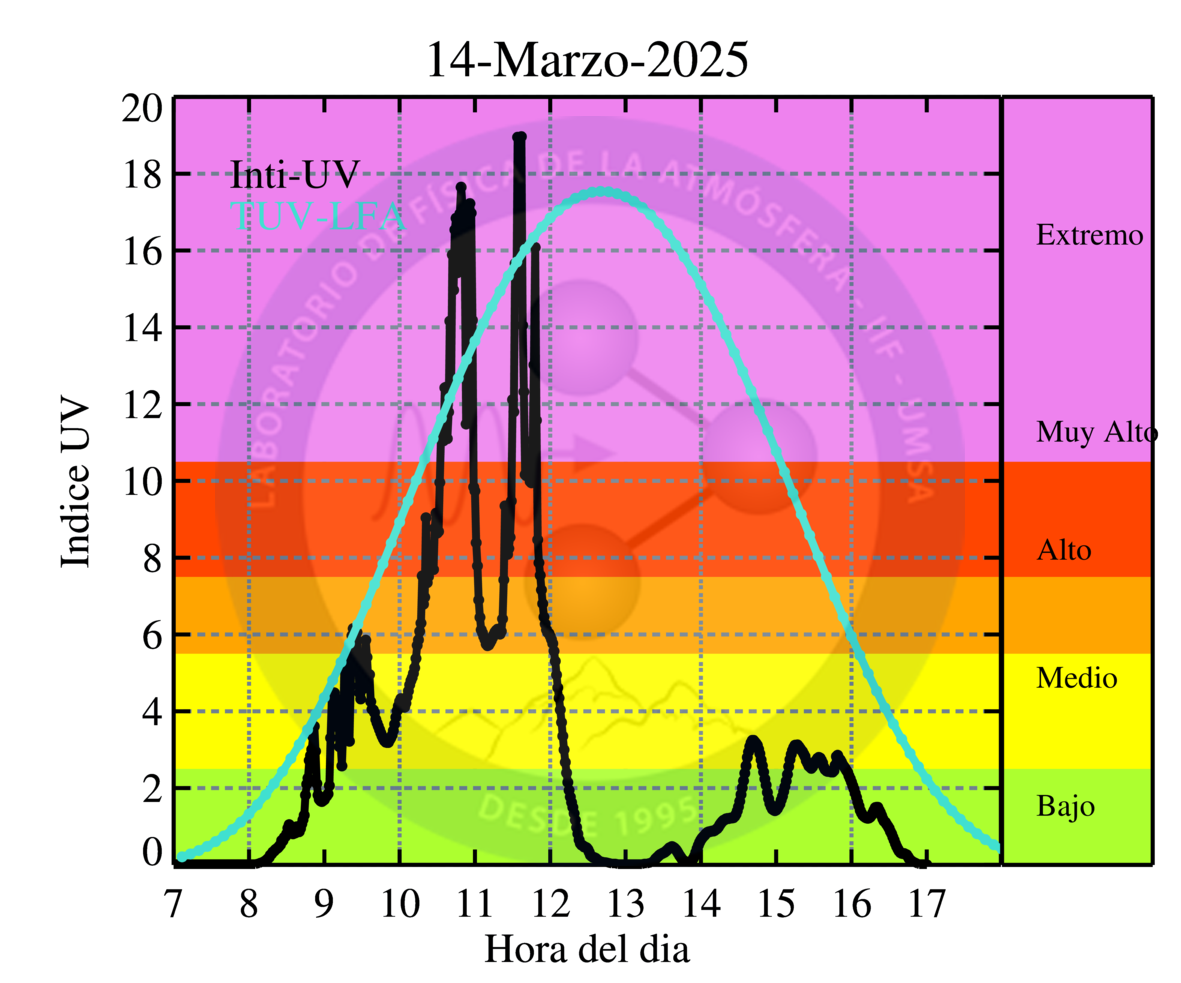 14-Marzo-2025
Inti-UV
TUV-LFA
Indice UV
20
18
16
14
12
10
8
6
4
2
0
7 8 9 10 11 12 13 14 15 16 17
Hora del dia
Extremo
Muy Alto
Alto
Medio
Bajo
LABORATORIO DE FÍSICA DE LA ATMÓSFERA - IIF - UMSA
DESDE 1995